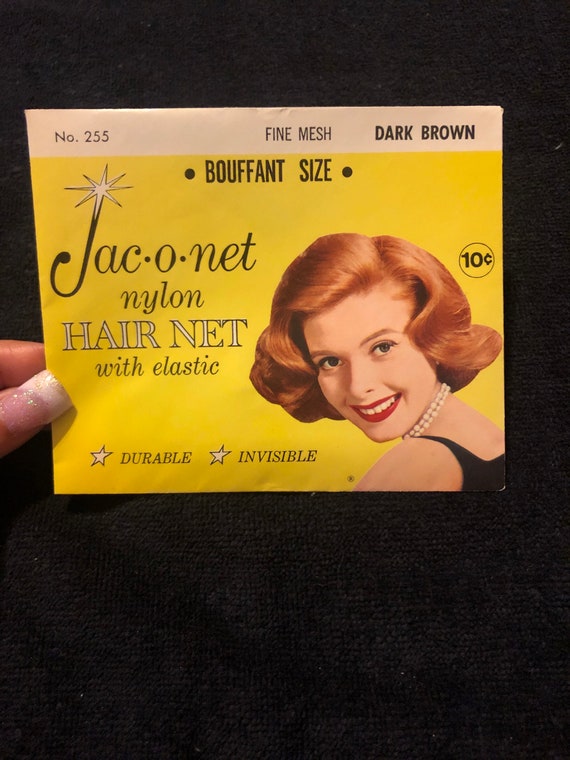 No. 255 FINE MESH DARK BROWN
• BOUFFANT SIZE •
Jac•o•net
10¢
nylon
HAIR NET
with elastic
☆ DURABLE ☆ INVISIBLE
®